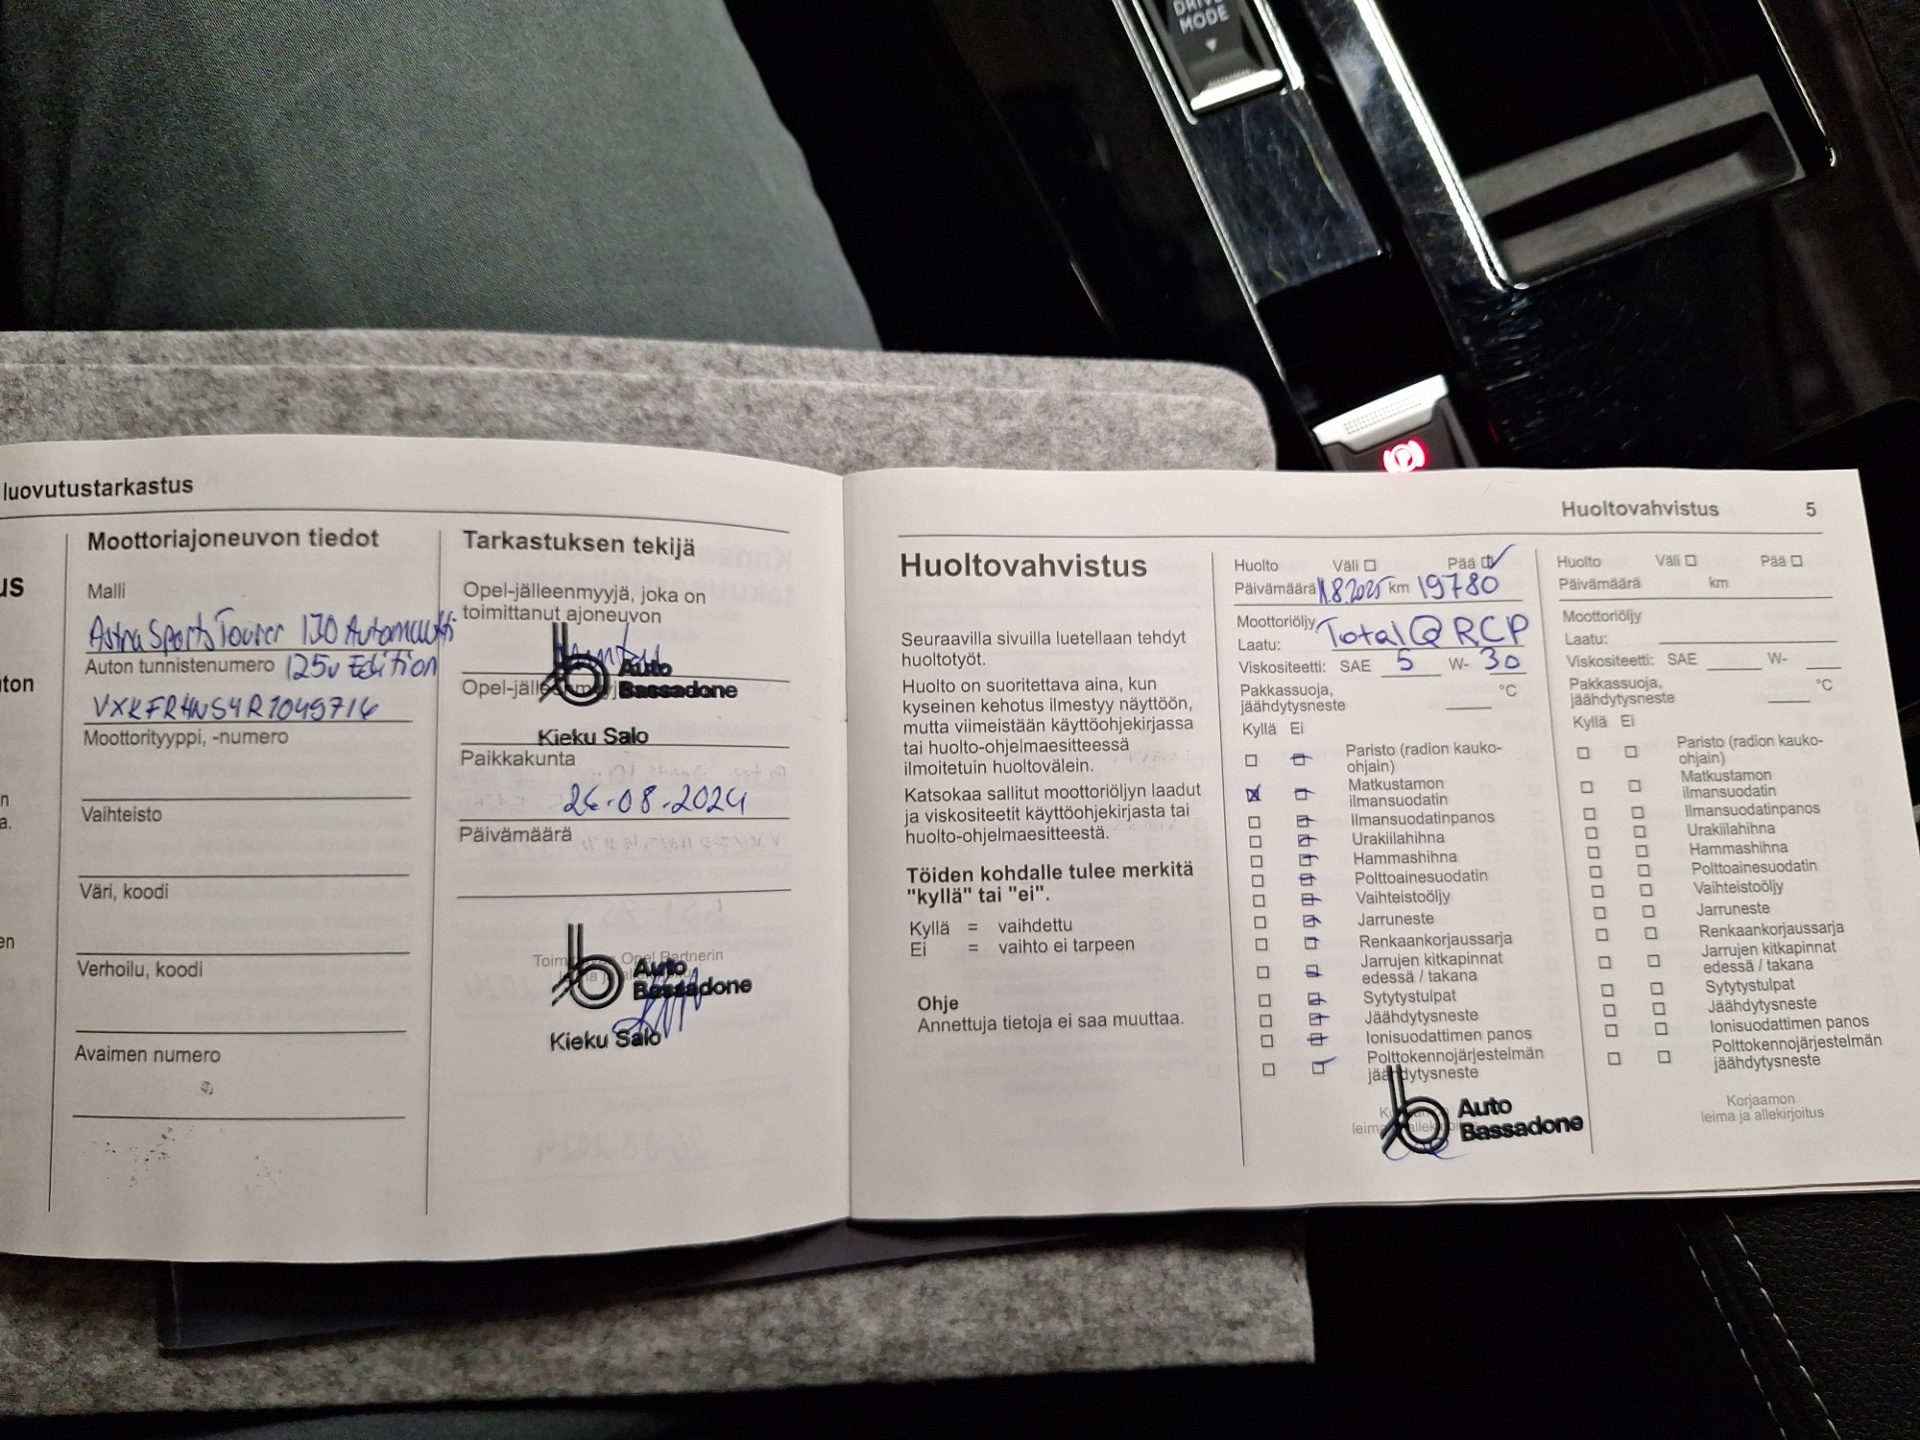 DRIVE
MODE
luovutustarkastus
Moottoriajoneuvon tiedot
Malli
Astra Sports Tourer 130 Automaatti
Auton tunnistenumero 125v Edition
Moottorityyppi, -numero
Vaihteisto
Väri, koodi
Verhoilu, koodi
Avaimen numero
Tarkastuksen tekijä
Opel-jälleenmyyjä, joka on
toimittanut ajoneuvon
Auto
Bassadone
Kieku Salo
Paikkakunta
26.08.2024
Päivämäärä
Opel Partnerin
Auto
Bassadone
Kieku Salo
Huoltovahvistus 5
Huoltovahvistus
Seuraavilla sivuilla luetellaan tehdyt
huoltotyöt.
Huolto on suoritettava aina, kun
kyseinen kehotus ilmestyy näyttöön,
mutta viimeistään käyttöohjekirjassa
tai huolto-ohjelmaesitteessä
ilmoitetuin huoltovälein.
Katsokaa sallitut moottoriöljyn laadut
ja viskositeetit käyttöohjekirjasta tai
huolto-ohjelmaesitteestä.
Töiden kohdalle tulee merkitä
"kyllä" tai "ei".
Kyllä = vaihdettu
Ei = vaihto ei tarpeen
Ohje
Annettuja tietoja ei saa muuttaa.
Huolto Väli Pää
Päivämäärä 1.8.2025 km 19780
Moottoriöljy
Laatu: Total Q RCP
Viskositeetti: SAE 5 W- 30
Pakkassuoja,
jäähdytysneste °C
Kyllä Ei
Paristo (radion kauko-
ohjain)
Matkustamon
ilmansuodatin
Ilmansuodatinpanos
Urakiilahihna
Hammashihna
Polttoainesuodatin
Vaihteistoöljy
Jarruneste
Renkaankorjaussarja
Jarrujen kitkapinnat
edessä / takana
Sytytystulpat
Jäähdytysneste
Ionisuodattimen panos
Polttokennojärjestelmän
jäähdytysneste
Auto
Bassadone
Huolto Väli Pää
Päivämäärä km
Moottoriöljy
Laatu:
Viskositeetti: SAE W-
Pakkassuoja,
jäähdytysneste °C
Kyllä Ei
Paristo (radion kauko-
ohjain)
Matkustamon
ilmansuodatin
Ilmansuodatinpanos
Urakiilahihna
Hammashihna
Polttoainesuodatin
Vaihteistoöljy
Jarruneste
Renkaankorjaussarja
Jarrujen kitkapinnat
edessä / takana
Sytytystulpat
Jäähdytysneste
Ionisuodattimen panos
Polttokennojärjestelmän
jäähdytysneste
Korjaamon
leima ja allekirjoitus